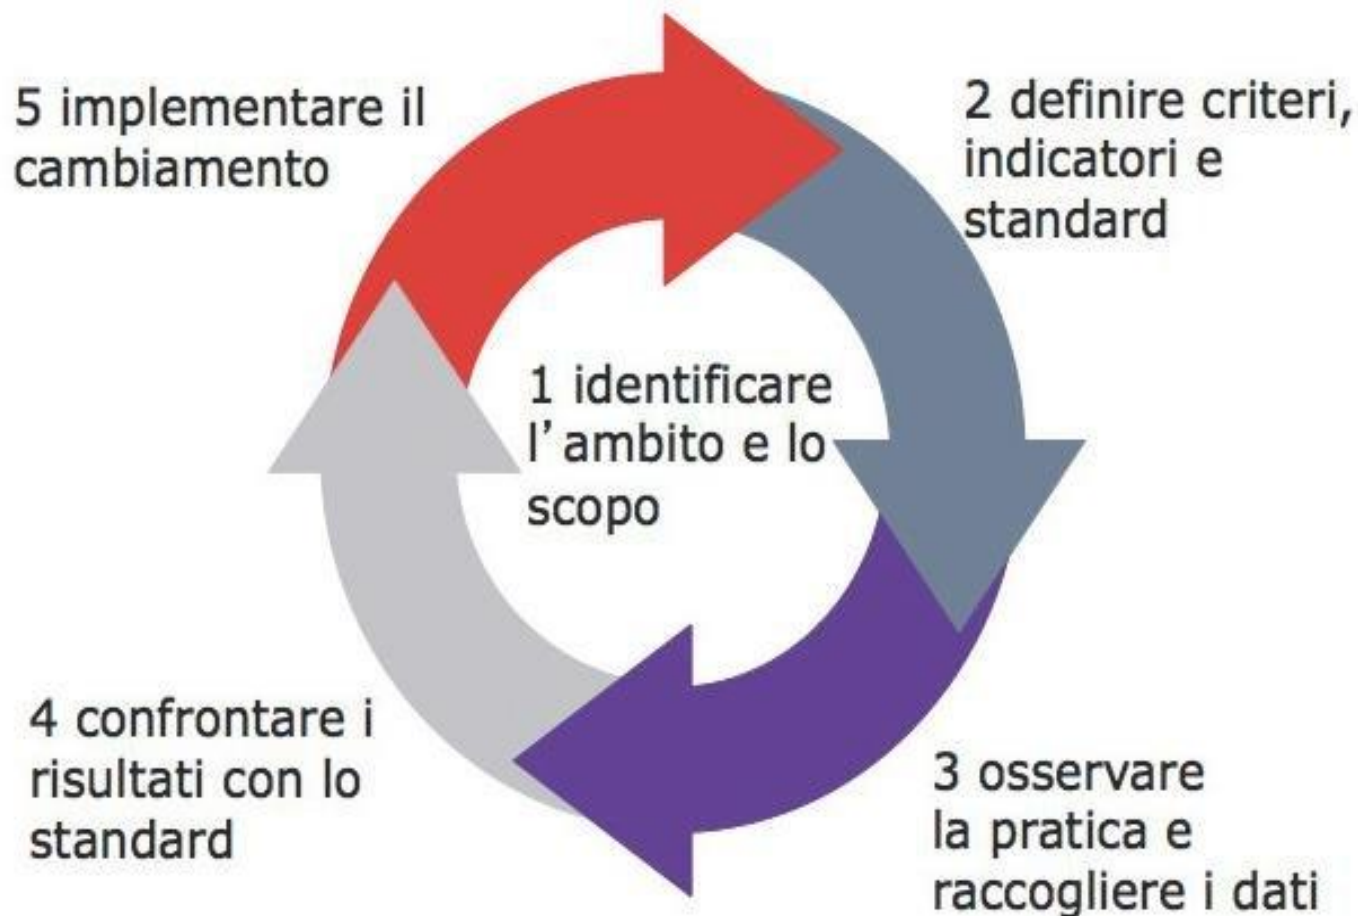 1 identificare
l’ambito e lo
scopo
2 definire criteri,
indicatori e
standard
3 osservare
la pratica e
raccogliere i dati
4 confrontare i
risultati con lo
standard
5 implementare il
cambiamento